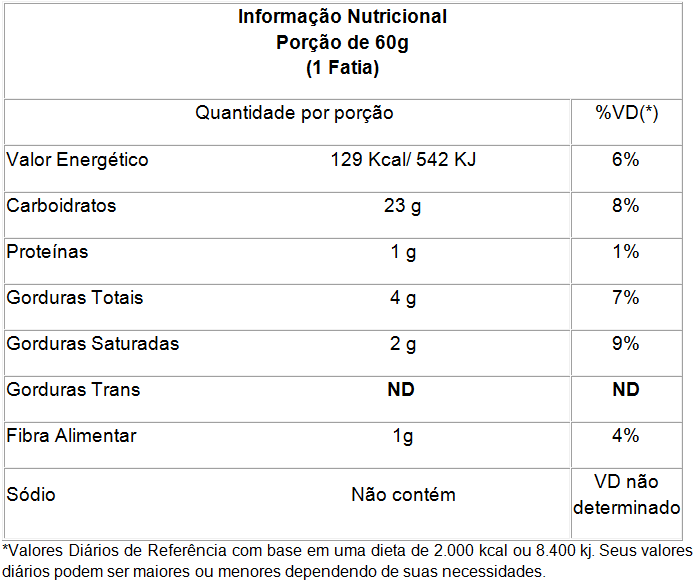 Informação Nutricional
Porção de 60g
(1 Fatia)
Quantidade por porção %VD(*)
Valor Energético 129 Kcal/ 542 KJ 6%
Carboidratos 23 g 8%
Proteínas 1 g 1%
Gorduras Totais 4 g 7%
Gorduras Saturadas 2 g 9%
Gorduras Trans ND ND
Fibra Alimentar 1g 4%
Sódio Não contém VD não
determinado
*Valores Diários de Referência com base em uma dieta de 2.000 kcal ou 8.400 kj. Seus valores
diários podem ser maiores ou menores dependendo de suas necessidades.